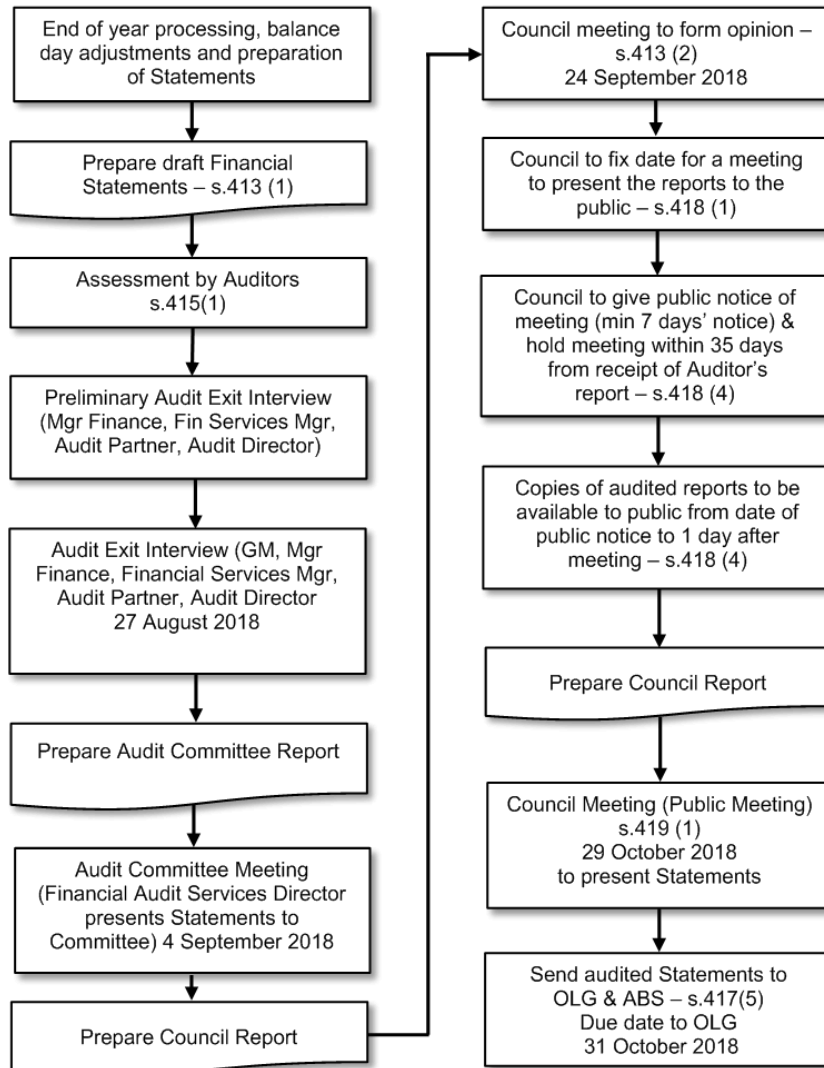 End of year processing, balance
day adjustments and preparation
of Statements
Prepare draft Financial
Statements – s.413 (1)
Assessment by Auditors
s.415(1)
Preliminary Audit Exit Interview
(Mgr Finance, Fin Services Mgr,
Audit Partner, Audit Director)
Audit Exit Interview (GM, Mgr
Finance, Financial Services Mgr,
Audit Partner, Audit Director
27 August 2018
Prepare Audit Committee Report
Audit Committee Meeting
(Financial Audit Services Director
presents Statements to
Committee) 4 September 2018
Prepare Council Report
Council meeting to form opinion –
s.413 (2)
24 September 2018
Council to fix date for a meeting
to present the reports to the
public – s.418 (1)
Council to give public notice of
meeting (min 7 days’ notice) &
hold meeting within 35 days
from receipt of Auditor’s
report – s.418 (4)
Copies of audited reports to be
available to public from date of
public notice to 1 day after
meeting – s.418 (4)
Prepare Council Report
Council Meeting (Public Meeting)
s.419 (1)
29 October 2018
to present Statements
Send audited Statements to
OLG & ABS – s.417(5)
Due date to OLG
31 October 2018